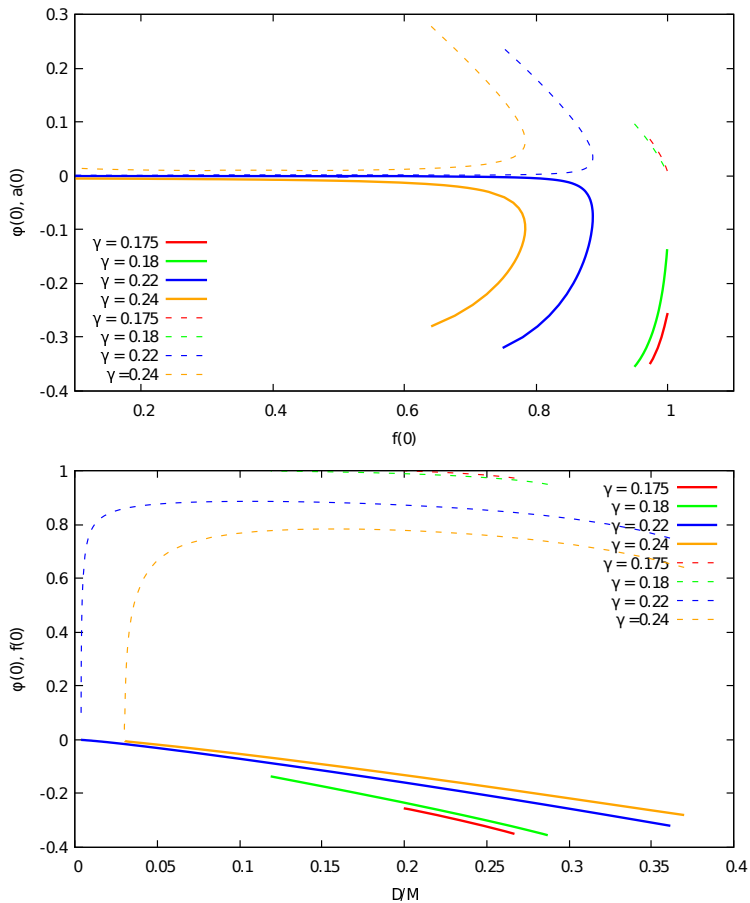 0.3
0.2
0.1
0
-0.1
-0.2
-0.3
-0.4
φ(0), a(0)
γ = 0.175
γ = 0.18
γ = 0.22
γ = 0.24
γ = 0.175
γ = 0.18
γ = 0.22
γ =0.24
0.2 0.4 0.6 0.8 1
f(0)
1
0.8
0.6
0.4
0.2
0
-0.2
-0.4
φ(0), f(0)
γ = 0.175
γ = 0.18
γ = 0.22
γ = 0.24
γ = 0.175
γ = 0.18
γ = 0.22
γ =0.24
0 0.05 0.1 0.15 0.2 0.25 0.3 0.35 0.4
D/M